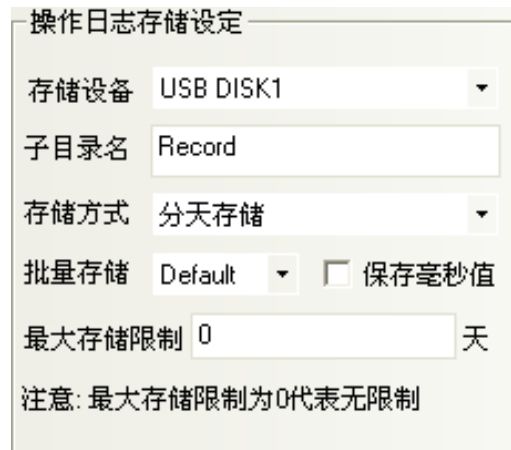 操作日志存储设定
存储设备 USB DISK1
子目录名 Record
存储方式 分天存储
批量存储 Default 保存毫秒值
最大存储限制 0 天
注意: 最大存储限制为0代表无限制